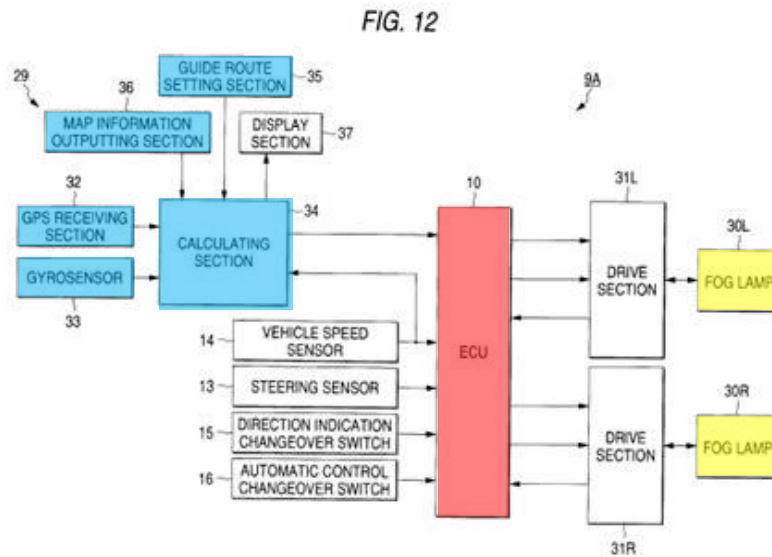 FIG. 12
29
36
GUIDE ROUTE
SETTING SECTION
35
9A
MAP INFORMATION
OUTPUTTING SECTION
DISPLAY
SECTION
37
32
GPS RECEIVING
SECTION
34
CALCULATING
SECTION
GYROSENSOR
33
10
ECU
31L
DRIVE
SECTION
30L
FOG LAMP
14
VEHICLE SPEED
SENSOR
13
STEERING SENSOR
15
DIRECTION INDICATION
CHANGEOVER SWITCH
16
AUTOMATIC CONTROL
CHANGEOVER SWITCH
DRIVE
SECTION
31R
30R
FOG LAMP